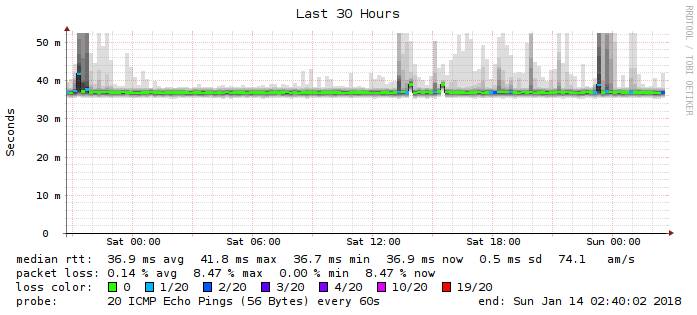 Last 30 Hours
RRDTOOL / TOBI OETIKER
Seconds
50 m
40 m
30 m
20 m
10 m
0
Sat 00:00 Sat 06:00 Sat 12:00 Sat 18:00 Sun 00:00
median rtt: 36.9 ms avg 41.8 ms max 36.7 ms min 36.9 ms now 0.5 ms sd 74.1 am/s
packet loss: 0.14 % avg 8.47 % max 0.00 % min 8.47 % now
loss color: 0 1/20 2/20 3/20 4/20 10/20 19/20
probe: 20 ICMP Echo Pings (56 Bytes) every 60s end: Sun Jan 14 02:40:02 2018